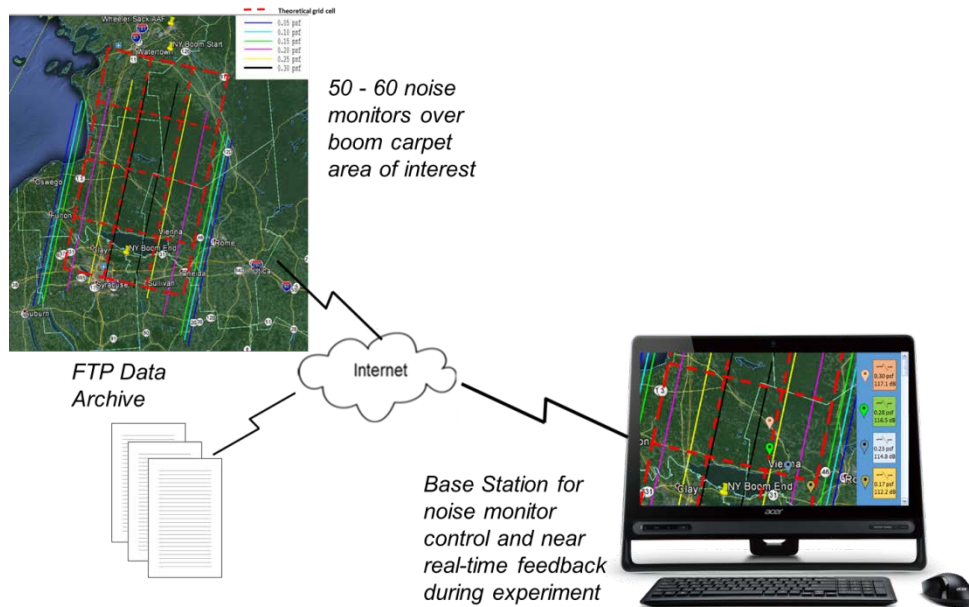 Theoretical grid cell
0.05 psf
0.10 psf
0.15 psf
0.20 psf
0.25 psf
0.30 psf
Wheeler-Sack AAF
NY Boom Start
Oswego
Vienna
Rome
Clay
NY Boom End
Oneida
Utica
Syracuse
Sullivan
50 - 60 noise
monitors over
boom carpet
area of interest
FTP Data
Archive
Internet
Base Station for
noise monitor
control and near
real-time feedback
during experiment
0.30 psf
117.1 dB
0.28 psf
116.5 dB
0.23 psf
114.8 dB
0.17 psf
112.2 dB
Vienna
Clay
NY Boom End
31
31
acer